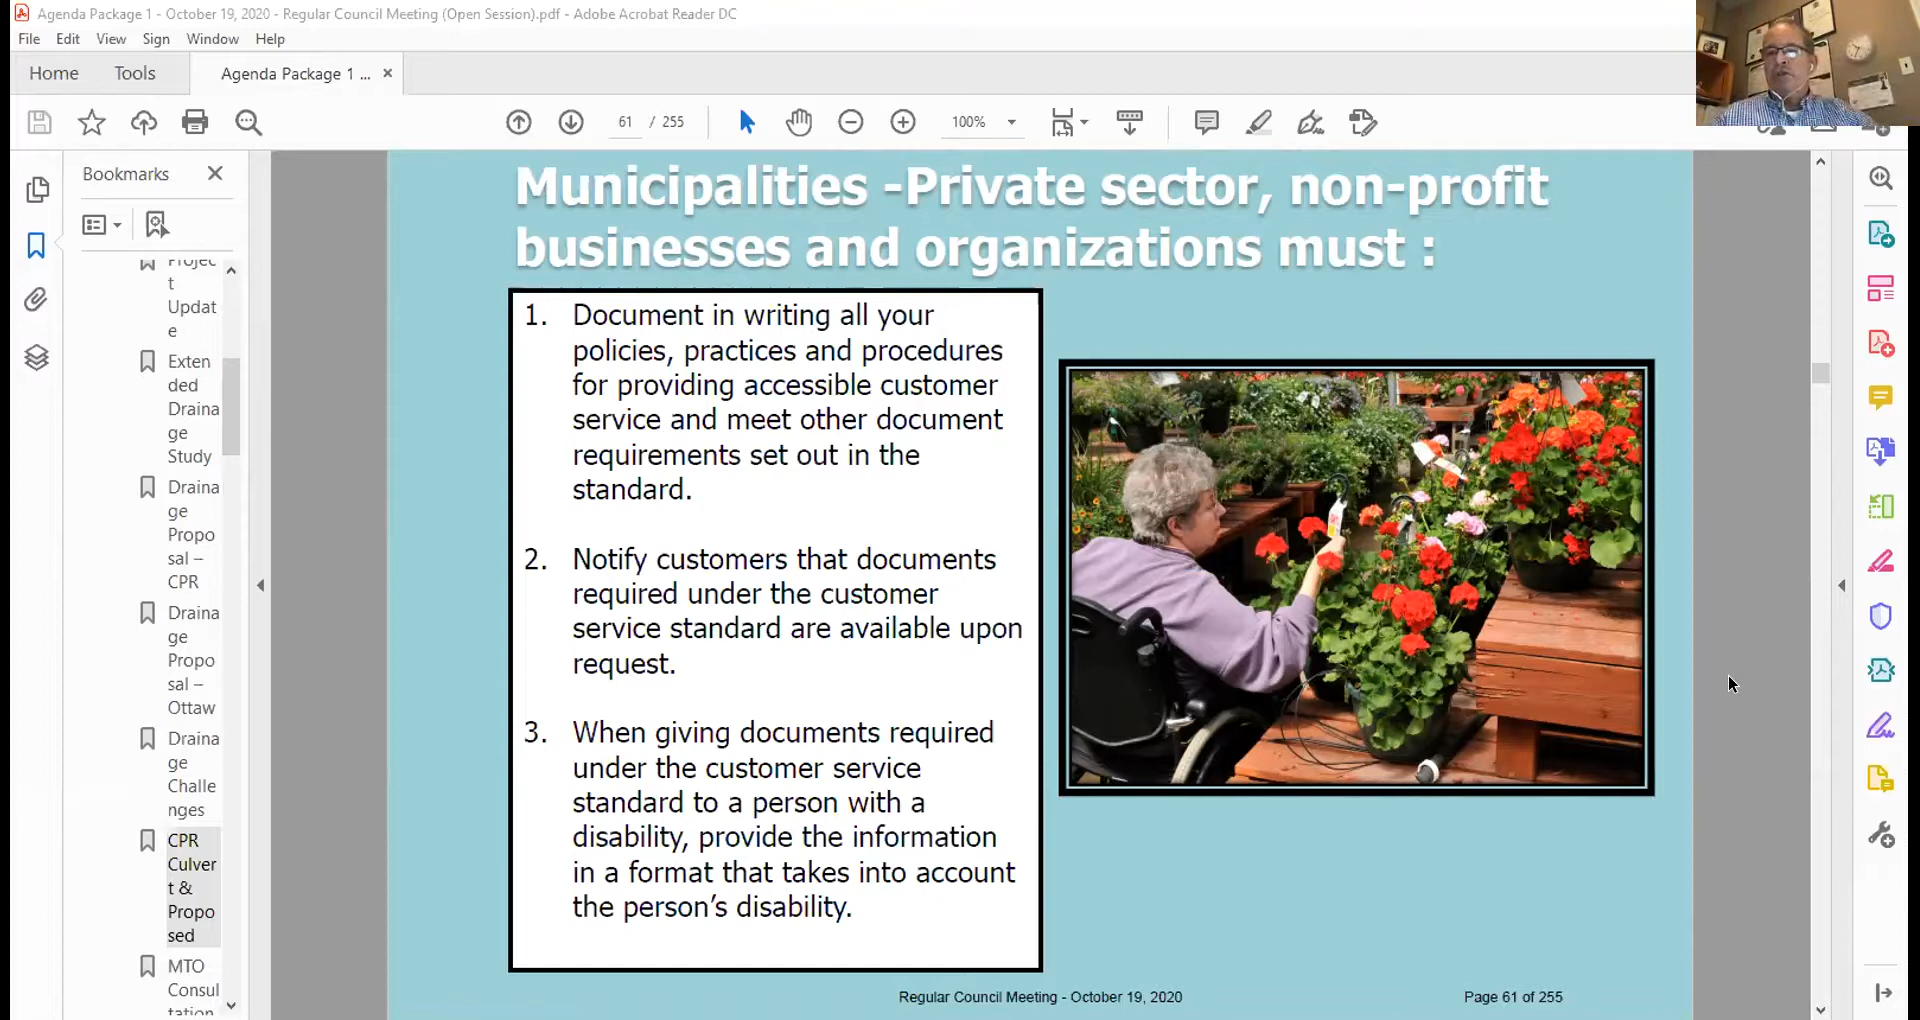 Agenda Package 1 - October 19, 2020 - Regular Council Meeting (Open Session).pdf - Adobe Acrobat Reader DC
File Edit View Sign Window Help
Home Tools Agenda Package 1 ...
61 / 255 100%
Bookmarks
Projec
t
Updat
e
Exten
ded
Draina
ge
Study
Draina
ge
Propo
sal –
CPR
Draina
ge
Propo
sal –
Ottaw
Draina
ge
Challe
nges
CPR
Culver
t &
Propo
sed
MTO
Consul
tation
Municipalities -Private sector, non-profit
businesses and organizations must :
1. Document in writing all your
policies, practices and procedures
for providing accessible customer
service and meet other document
requirements set out in the
standard.
2. Notify customers that documents
required under the customer
service standard are available upon
request.
3. When giving documents required
under the customer service
standard to a person with a
disability, provide the information
in a format that takes into account
the person’s disability.
Regular Council Meeting - October 19, 2020
Page 61 of 255